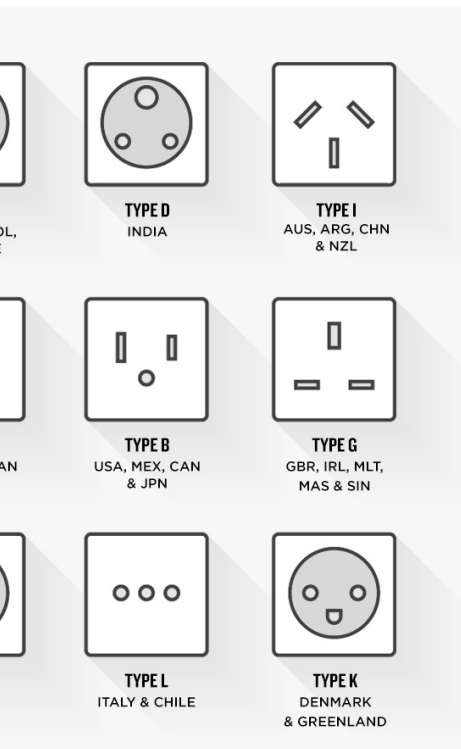 TYPE D
INDIA
TYPE I
AUS, ARG, CHN
& NZL
TYPE B
USA, MEX, CAN
& JPN
TYPE G
GBR, IRL, MLT,
MAS & SIN
TYPE L
ITALY & CHILE
TYPE K
DENMARK
& GREENLAND